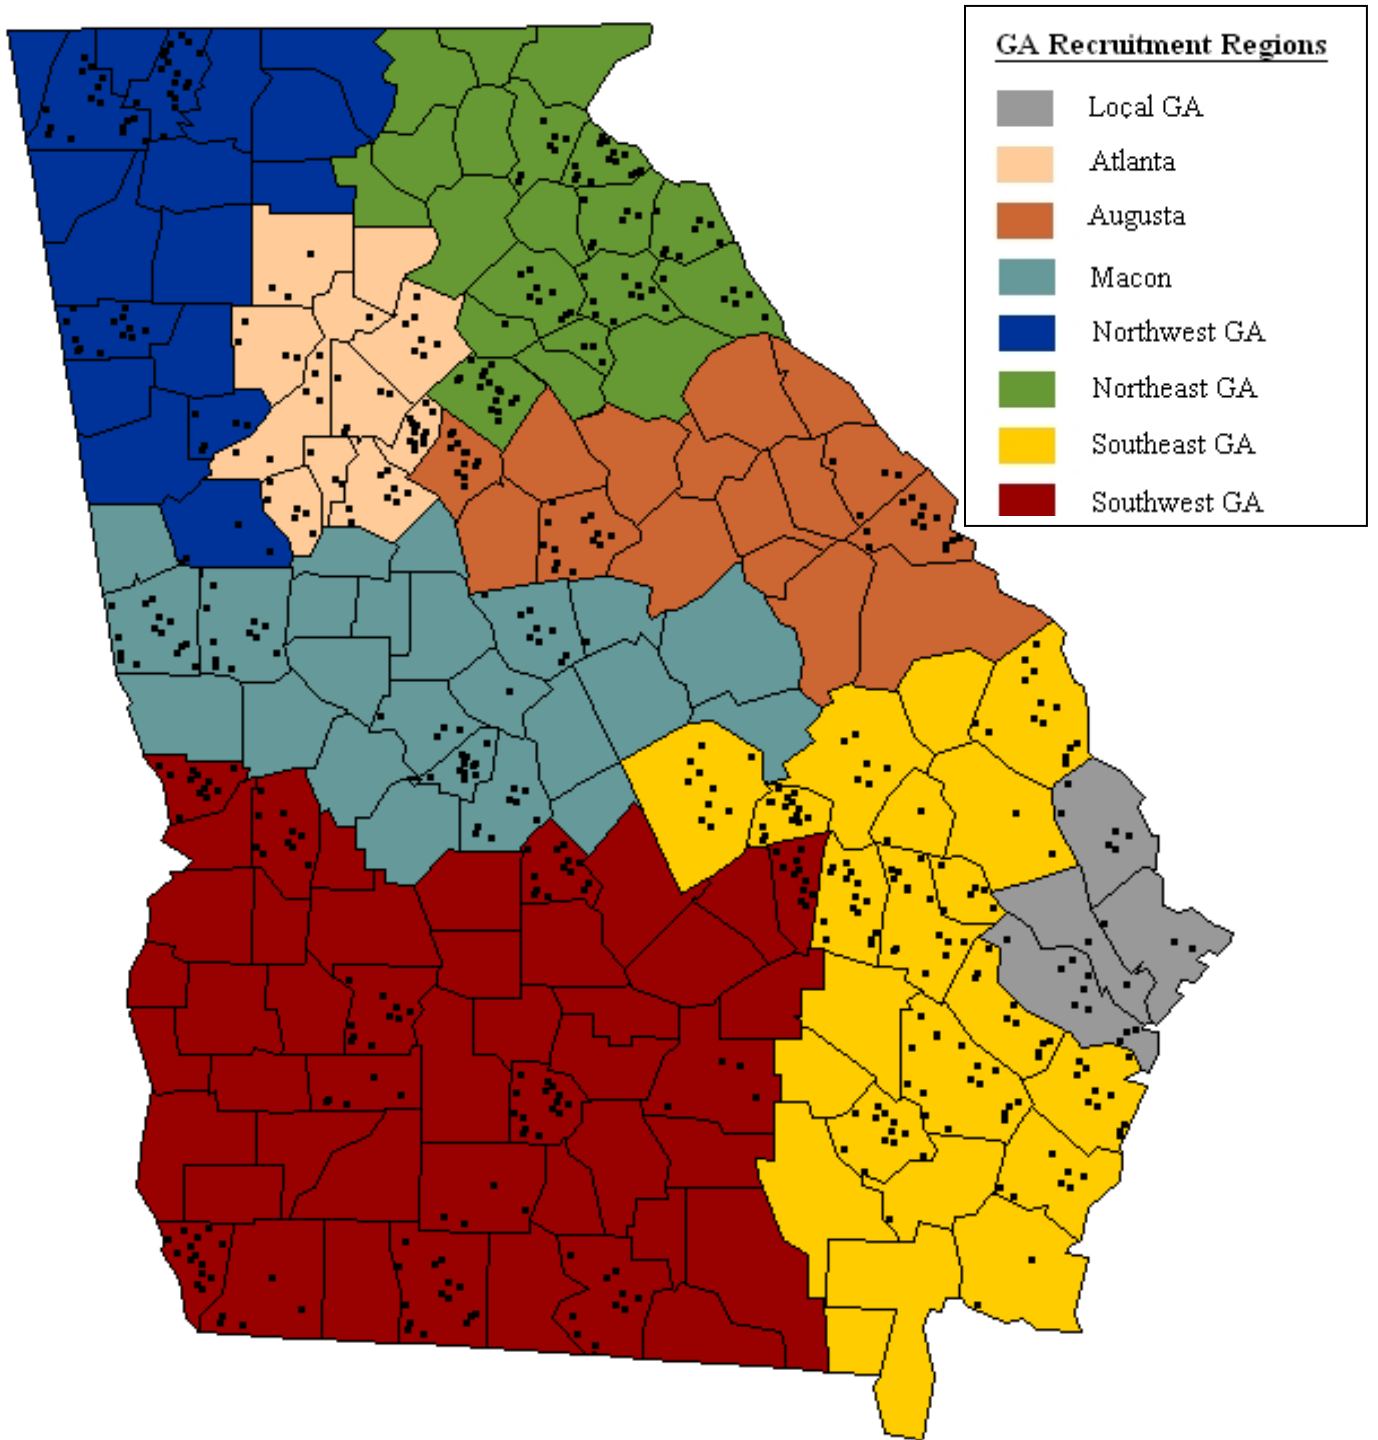 GA Recruitment Regions
Local GA
Atlanta
Augusta
Macon
Northwest GA
Northeast GA
Southeast GA
Southwest GA